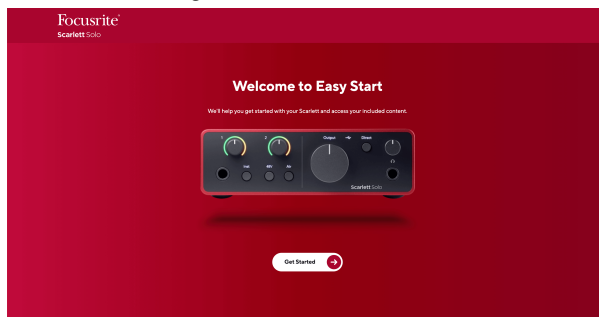 Focusrite®
Scarlett Solo
Welcome to Easy Start
We'll help you get started with your Scarlett and access your included content.
1
2
Output
Direct
Inst
48V
Air
Scarlett Solo
Get Started